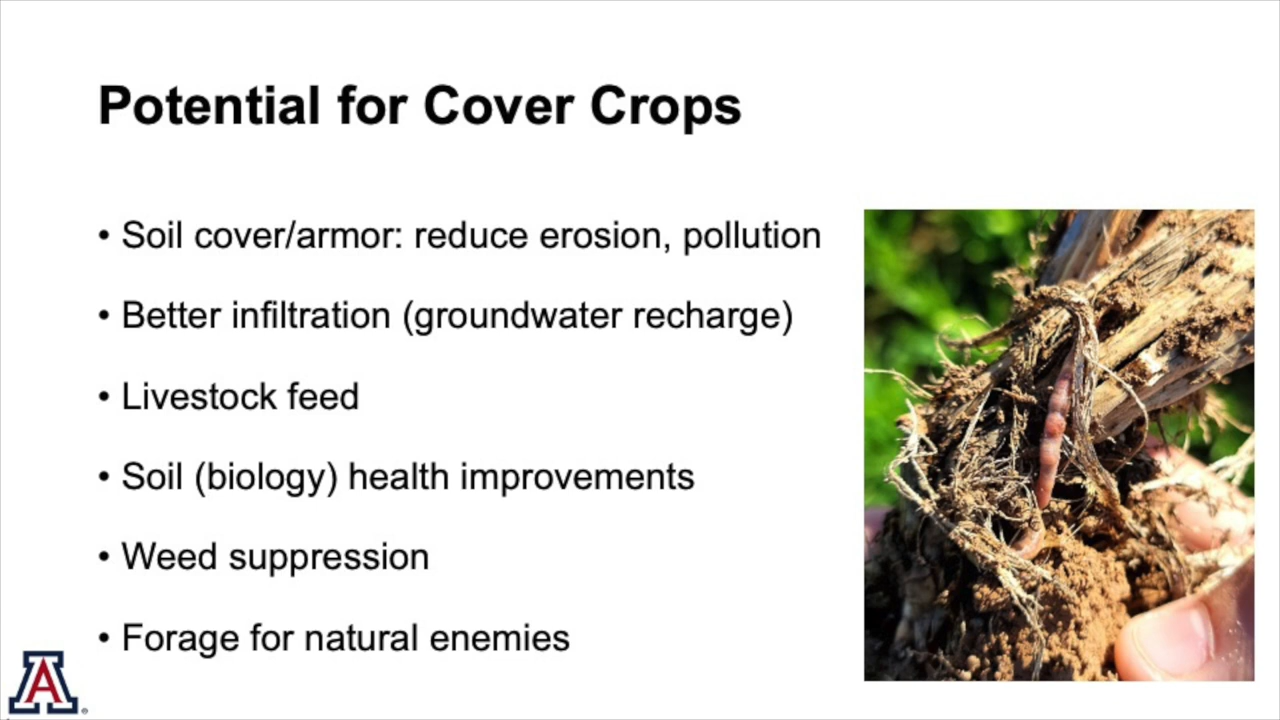 Potential for Cover Crops
• Soil cover/armor: reduce erosion, pollution
• Better infiltration (groundwater recharge)
• Livestock feed
• Soil (biology) health improvements
• Weed suppression
• Forage for natural enemies
A®